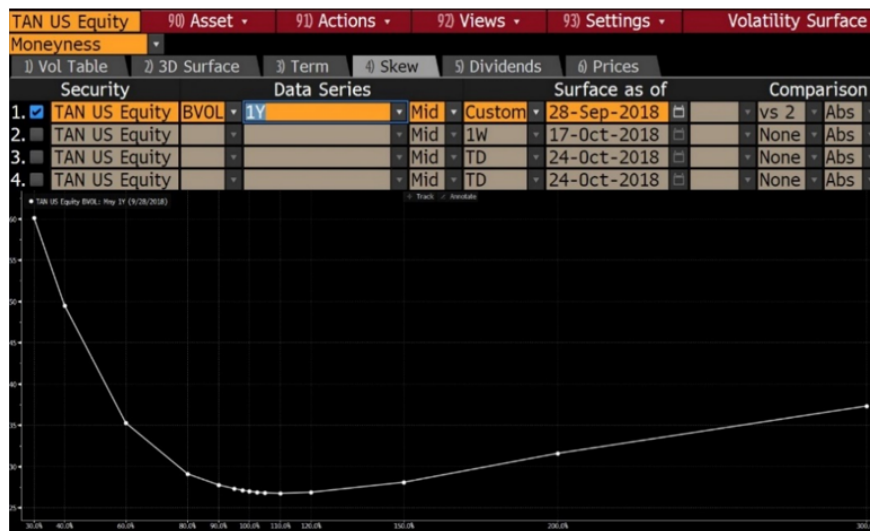 TAN US Equity 90) Asset 91) Actions 92) Views 93) Settings Volatility Surface
Moneyness
1) Vol Table 2) 3D Surface 3) Term 4) Skew 5) Dividends 6) Prices
Security Data Series Surface as of Comparison
1. TAN US Equity BVOL 1Y Mid Custom 28-Sep-2018 vs 2 Abs
2. TAN US Equity Mid 1W 17-Oct-2018 None Abs
3. TAN US Equity Mid TD 24-Oct-2018 None Abs
4. TAN US Equity Mid TD 24-Oct-2018 None Abs
TAN US Equity BVOL: Mny 1Y (9/28/2018) Track Annotate
60
50
45
40
35
30
25
30.0% 40.0% 60.0% 80.0% 90.0% 100.0% 110.0% 120.0% 150.0% 200.0% 300.